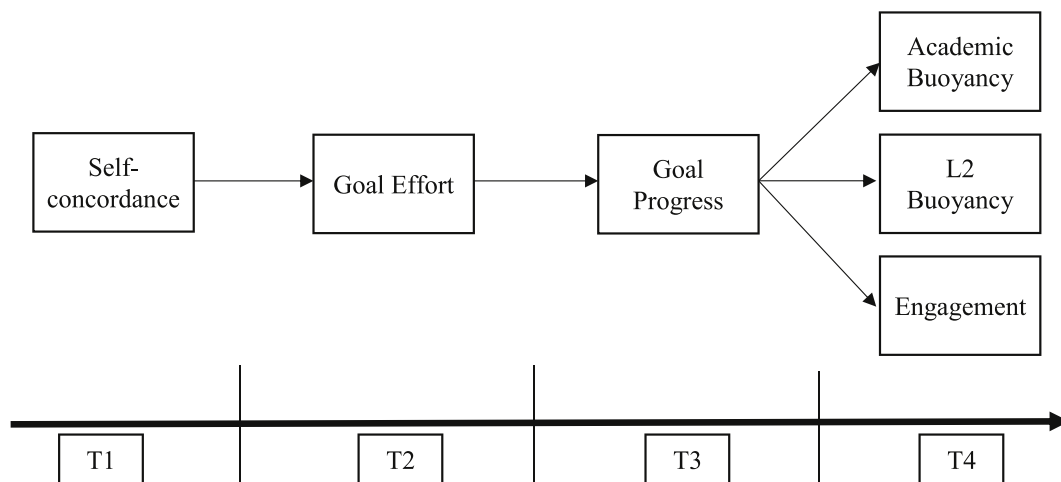 Self-
concordance
Goal Effort
Goal
Progress
Academic
Buoyancy
L2
Buoyancy
Engagement
T1
T2
T3
T4